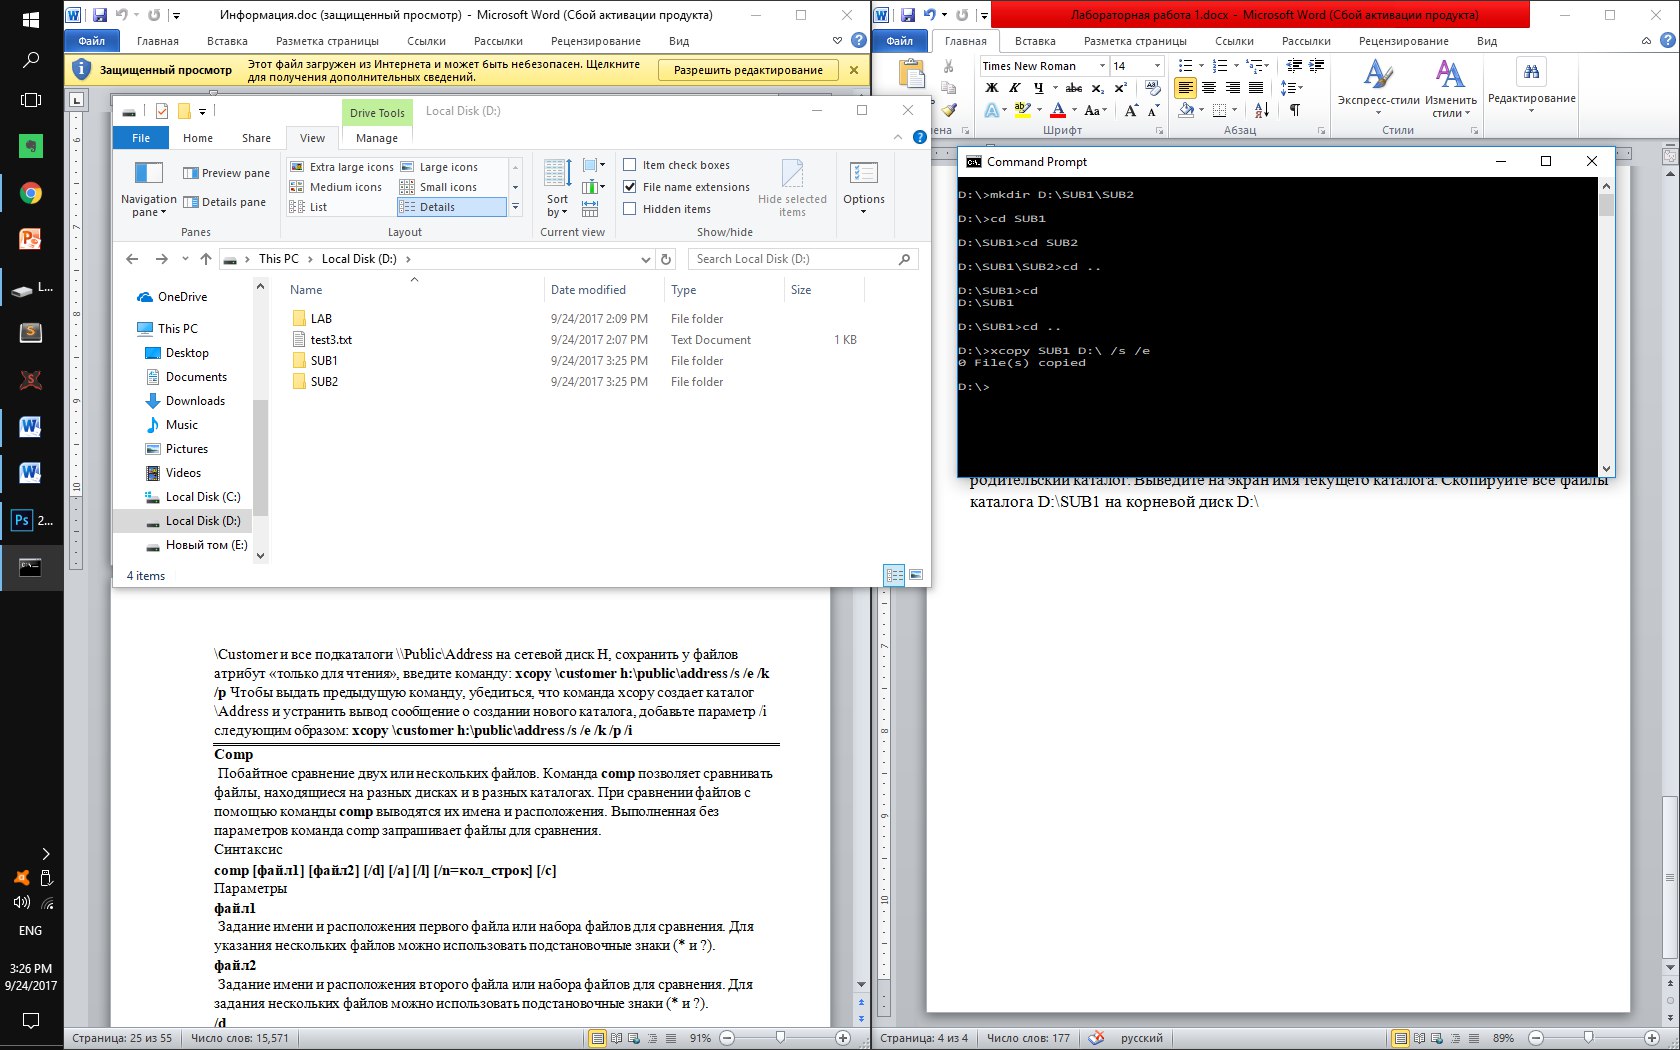 Информация.doc (защищенный просмотр) - Microsoft Word (Сбой активации продукта)
Файл Главная Вставка Разметка страницы Ссылки Рассылки Рецензирование Вид
Защищенный просмотр Этот файл загружен из Интернета и может быть небезопасен. Щелкните для получения дополнительных сведений. Разрешить редактирование
Drive Tools Local Disk (D:)
File Home Share View Manage
Navigation pane
Preview pane
Details pane
Panes
Extra large icons Large icons
Medium icons Small icons
List Details
Layout
Sort by
Current view
Item check boxes
File name extensions
Hidden items
Hide selected items
Show/hide
Options
This PC Local Disk (D:) Search Local Disk (D:)
OneDrive
This PC
Desktop
Documents
Downloads
Music
Pictures
Videos
Local Disk (C:)
Local Disk (D:)
Новый том (E:)
Name Date modified Type Size
LAB 9/24/2017 2:09 PM File folder
test3.txt 9/24/2017 2:07 PM Text Document 1 KB
SUB1 9/24/2017 3:25 PM File folder
SUB2 9/24/2017 3:25 PM File folder
4 items
\Customer и все подкаталоги \\Public\Address на сетевой диск H, сохранить у файлов
атрибут «только для чтения», введите команду: xcopy \customer h:\public\address /s /e /k
/p Чтобы выдать предыдущую команду, убедиться, что команда xcopy создает каталог
\Address и устранить вывод сообщение о создании нового каталога, добавьте параметр /i
следующим образом: xcopy \customer h:\public\address /s /e /k /p /i
Comp
Побайтное сравнение двух или нескольких файлов. Команда comp позволяет сравнивать
файлы, находящиеся на разных дисках и в разных каталогах. При сравнении файлов с
помощью команды comp выводятся их имена и расположения. Выполненная без
параметров команда comp запрашивает файлы для сравнения.
Синтаксис
comp [файл1] [файл2] [/d] [/a] [/l] [/n=кол_строк] [/c]
Параметры
файл1
Задание имени и расположения первого файла или набора файлов для сравнения. Для
указания нескольких файлов можно использовать подстановочные знаки (* и ?).
файл2
Задание имени и расположения второго файла или набора файлов для сравнения. Для
задания нескольких файлов можно использовать подстановочные знаки (* и ?).
/d
Страница: 25 из 55 Число слов: 15,571 91%
Лабораторная работа 1.docx - Microsoft Word (Сбой активации продукта)
Файл Главная Вставка Разметка страницы Ссылки Рассылки Рецензирование Вид
Times New Roman 14
Ж К Ч abc x₂ x²
Aa
Шрифт
Абзац
Экспресс-стили Изменить стили
Стили
Редактирование
Command Prompt
D:\>mkdir D:\SUB1\SUB2
D:\>cd SUB1
D:\SUB1>cd SUB2
D:\SUB1\SUB2>cd ..
D:\SUB1>cd
D:\SUB1
D:\SUB1>cd ..
D:\>xcopy SUB1 D:\ /s /e
0 File(s) copied
D:\>
родительский каталог. Выведите на экран имя текущего каталога. Скопируйте все файлы
каталога D:\SUB1 на корневой диск D:\
Страница: 4 из 4 Число слов: 177 русский 89%
L...
2...
ENG
3:26 PM
9/24/2017